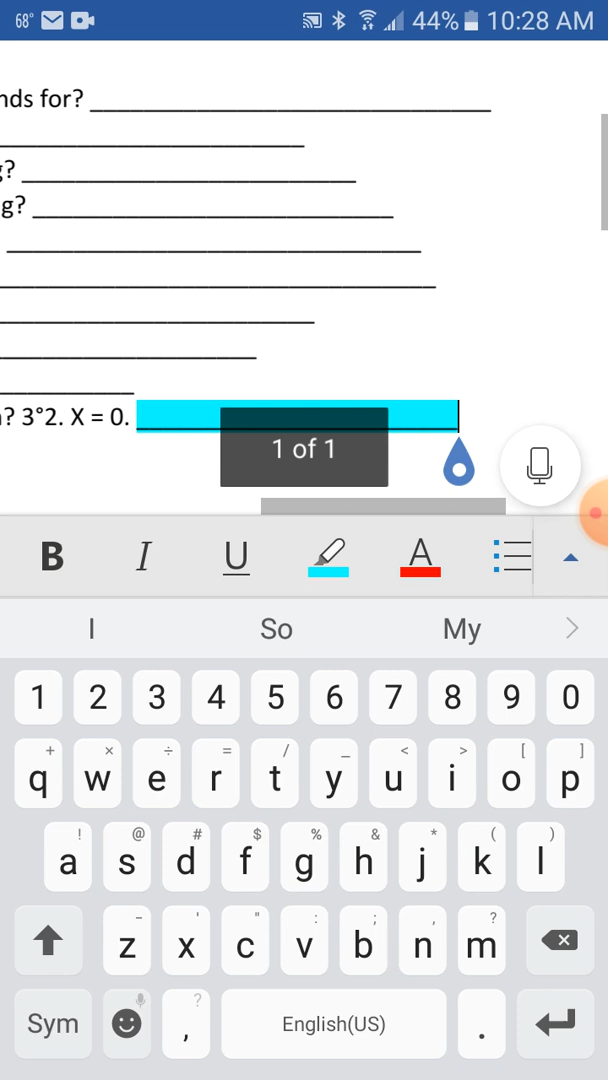 68° 44% 10:28 AM
nds for?
g?
g?
? 3°2. X = 0.
1 of 1
B I U A
I So My
1 2 3 4 5 6 7 8 9 0
+ × ÷ = / _ < > [ ]
q w e r t y u i o p
! @ # $ % & * ( )
a s d f g h j k l
- ' " : ; , ?
z x c v b n m
Sym , ? English(US) .